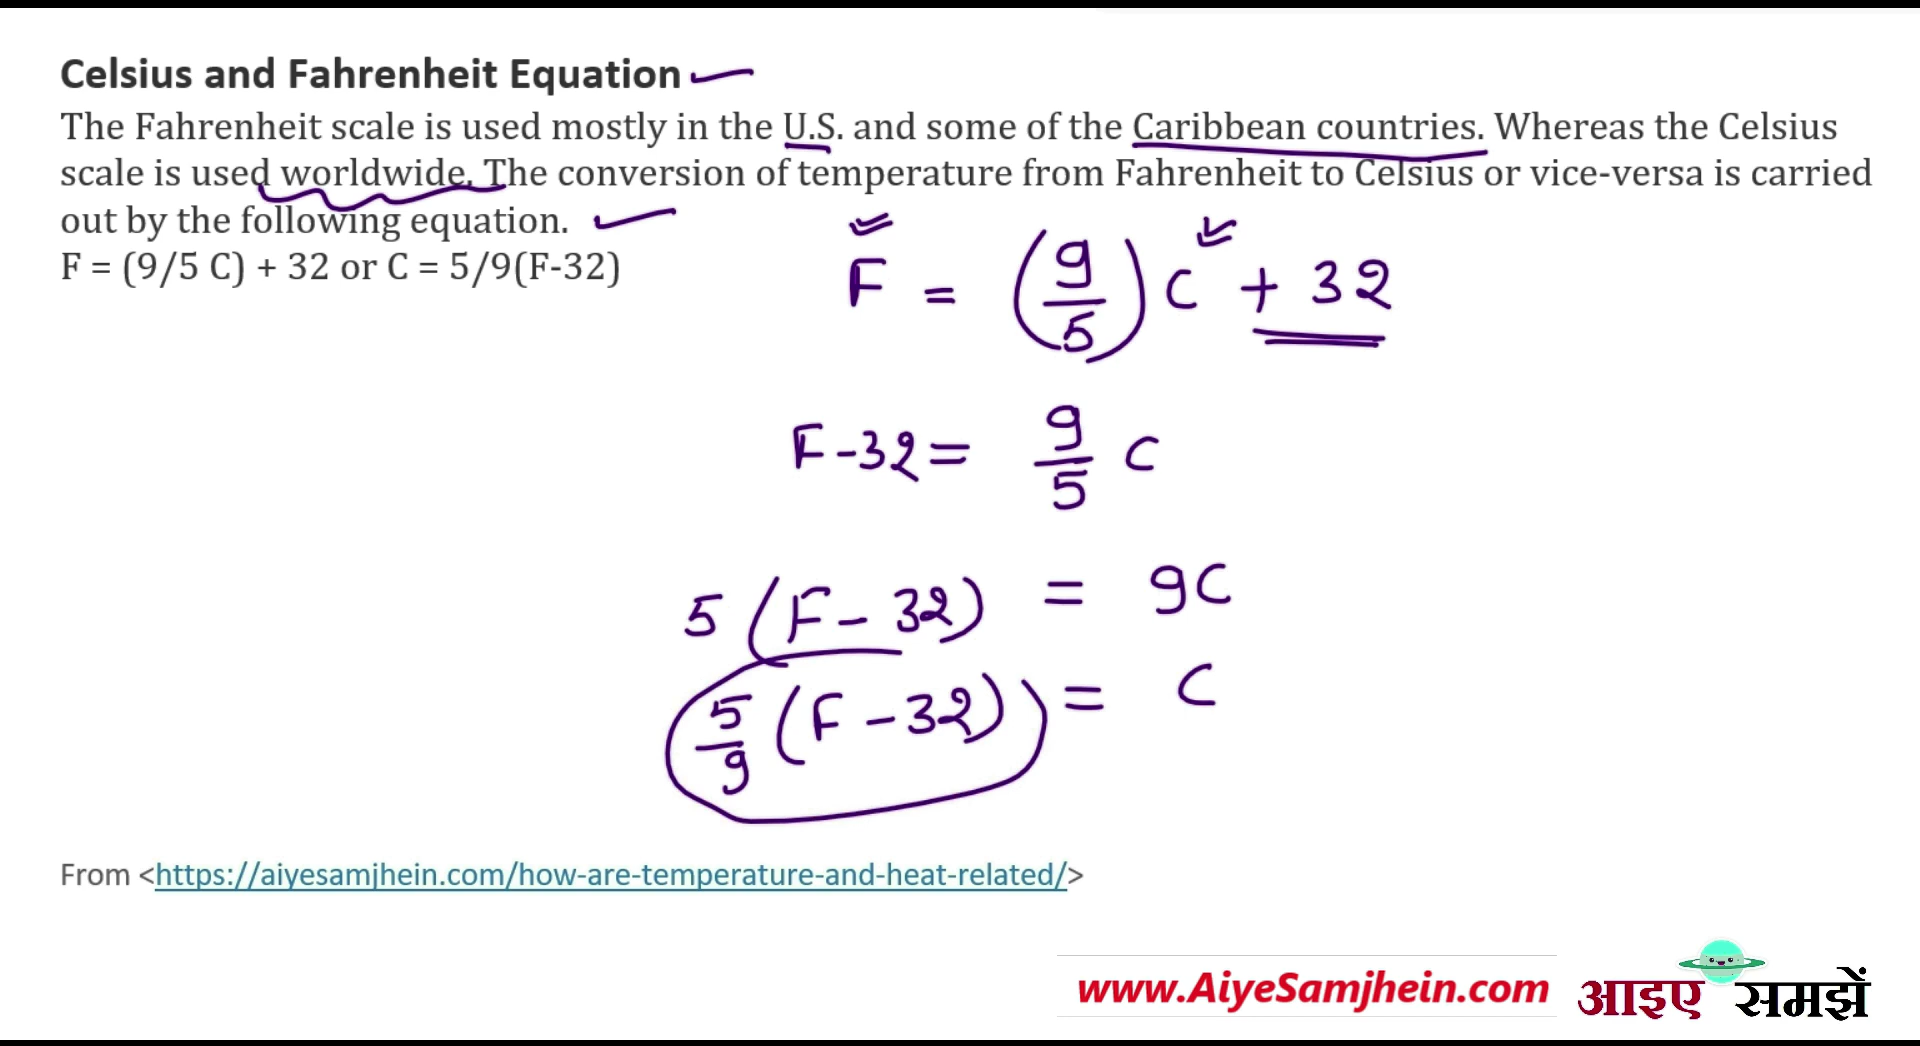 Celsius and Fahrenheit Equation
The Fahrenheit scale is used mostly in the U.S. and some of the Caribbean countries. Whereas the Celsius
scale is used worldwide. The conversion of temperature from Fahrenheit to Celsius or vice-versa is carried
out by the following equation.
F = (9/5 C) + 32 or C = 5/9(F-32)
F = (9/5) C + 32
F-32 = 9/5 C
5 (F - 32) = 9C
5/9 (F - 32) = C
From <https://aiyesamjhein.com/how-are-temperature-and-heat-related/>
www.AiyeSamjhein.com
आइए समझें